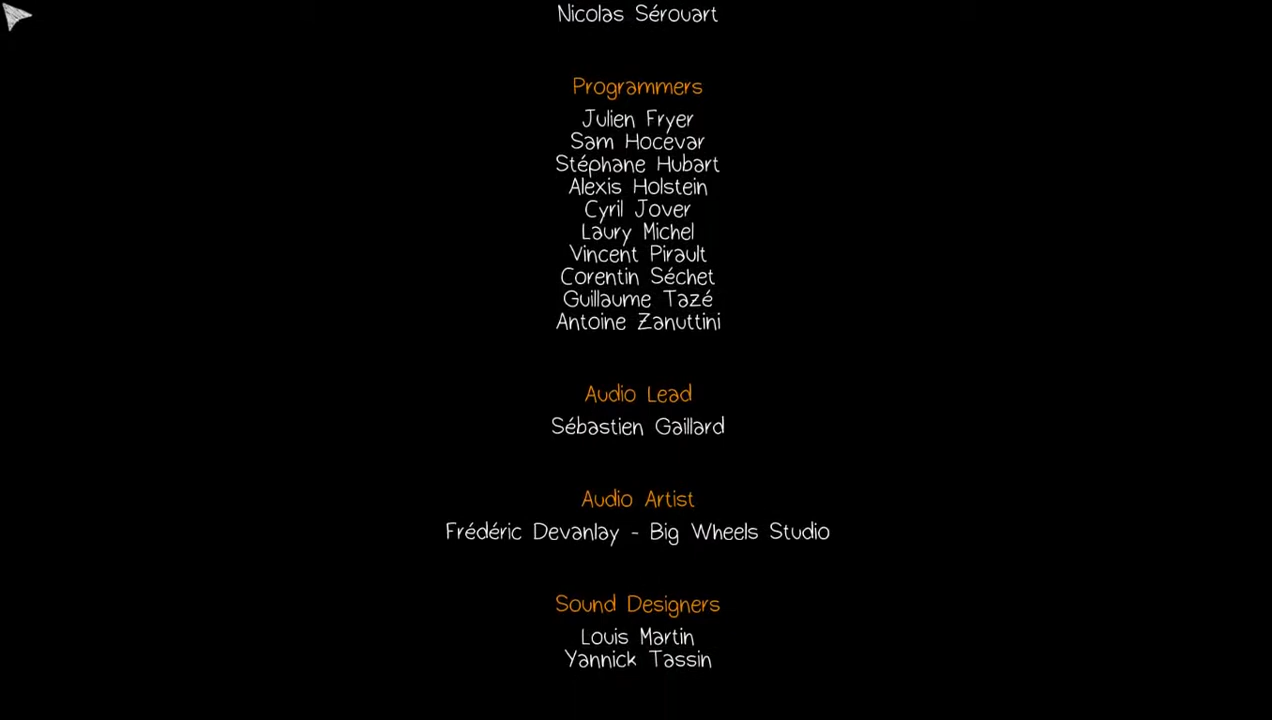 Nicolas Sérouart
Programmers
Julien Fryer
Sam Hocevar
Stéphane Hubart
Alexis Holstein
Cyril Jover
Laury Michel
Vincent Pirault
Corentin Séchet
Guillaume Tazé
Antoine Zanuttini
Audio Lead
Sébastien Gaillard
Audio Artist
Frédéric Devanlay - Big Wheels Studio
Sound Designers
Louis Martin
Yannick Tassin